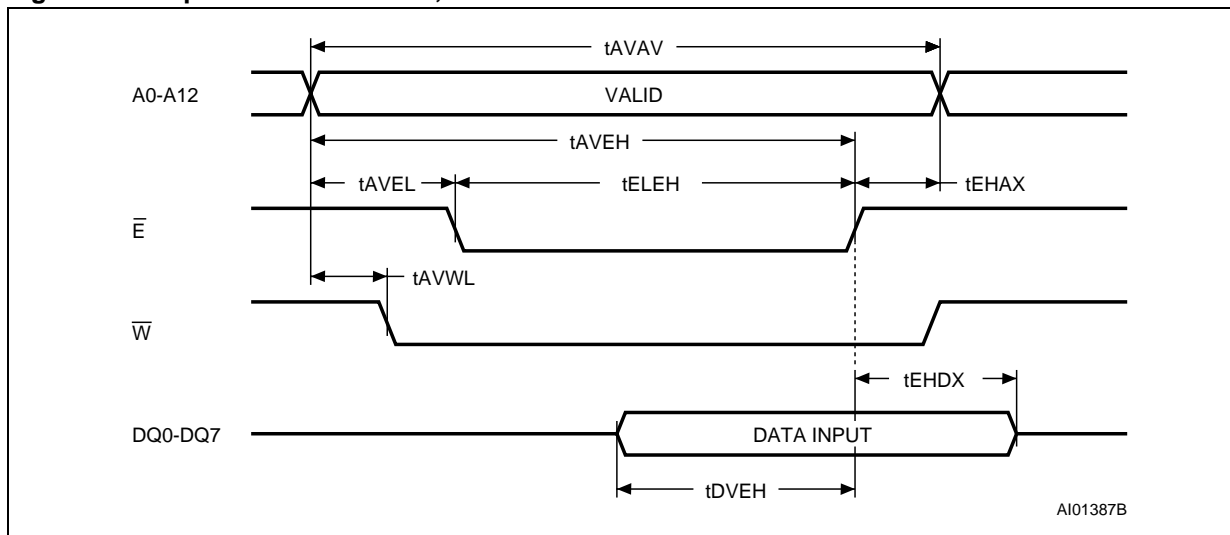 tAVAV
A0-A12
VALID
tAVEH
tAVEL
tELEH
tEHAX
E̅
tAVWL
W̅
tEHDX
DQ0-DQ7
DATA INPUT
tDVEH
AI01387B